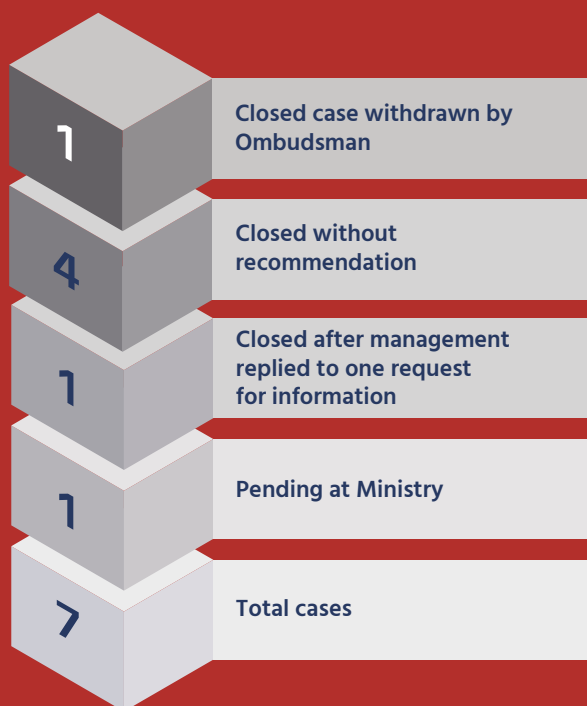 1
Closed case withdrawn by
Ombudsman
4
Closed without
recommendation
1
Closed after management
replied to one request
for information
1
Pending at Ministry
7
Total cases